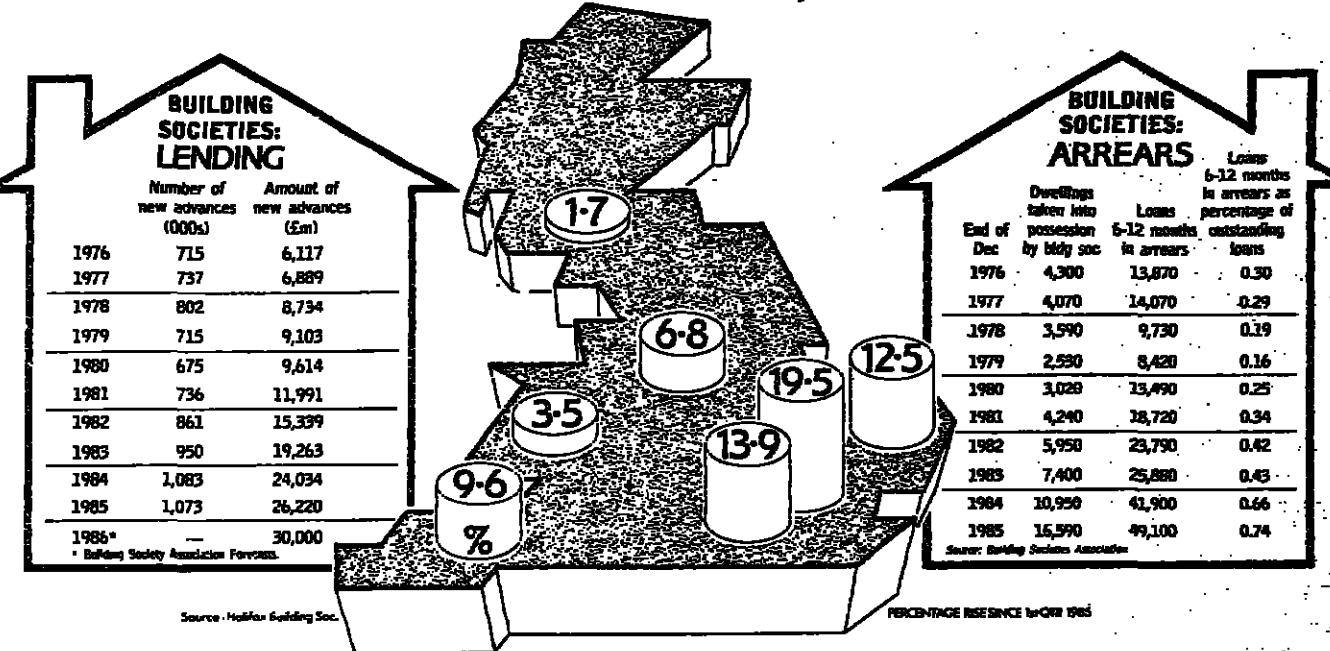 BUILDING
SOCIETIES:
LENDING
Number of new advances (000s) Amount of new advances (£m)
1976 715 6,117
1977 737 6,889
1978 802 8,734
1979 715 9,103
1980 675 9,614
1981 736 11,991
1982 861 15,339
1983 950 19,263
1984 1,083 24,034
1985 1,073 26,220
1986* — 30,000
* Building Society Association Forecasts.
Source - Halifax Building Soc.
1·7
6·8
12·5
19·5
3·5
13·9
9·6
%
PERCENTAGE RISE SINCE 1st QTR 1985
BUILDING
SOCIETIES:
ARREARS
End of Dec Dwellings taken into possession by bldg soc Loans 6-12 months in arrears Loans 6-12 months in arrears as percentage of outstanding loans
1976 4,300 13,870 0.30
1977 4,070 14,070 0.29
1978 3,590 9,730 0.19
1979 2,530 8,420 0.16
1980 3,020 13,490 0.25
1981 4,240 18,720 0.34
1982 5,950 23,790 0.42
1983 7,400 25,880 0.43
1984 10,950 41,900 0.66
1985 16,590 49,100 0.74
Source: Building Societies Association